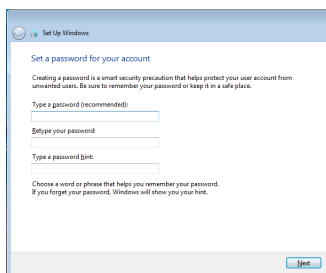 Set Up Windows
Set a password for your account
Creating a password is a smart security precaution that helps protect your user account from
unwanted users. Be sure to remember your password or keep it in a safe place.
Type a password (recommended):
Retype your password:
Type a password hint:
Choose a word or phrase that helps you remember your password.
If you forget your password, Windows will show you your hint.
Next